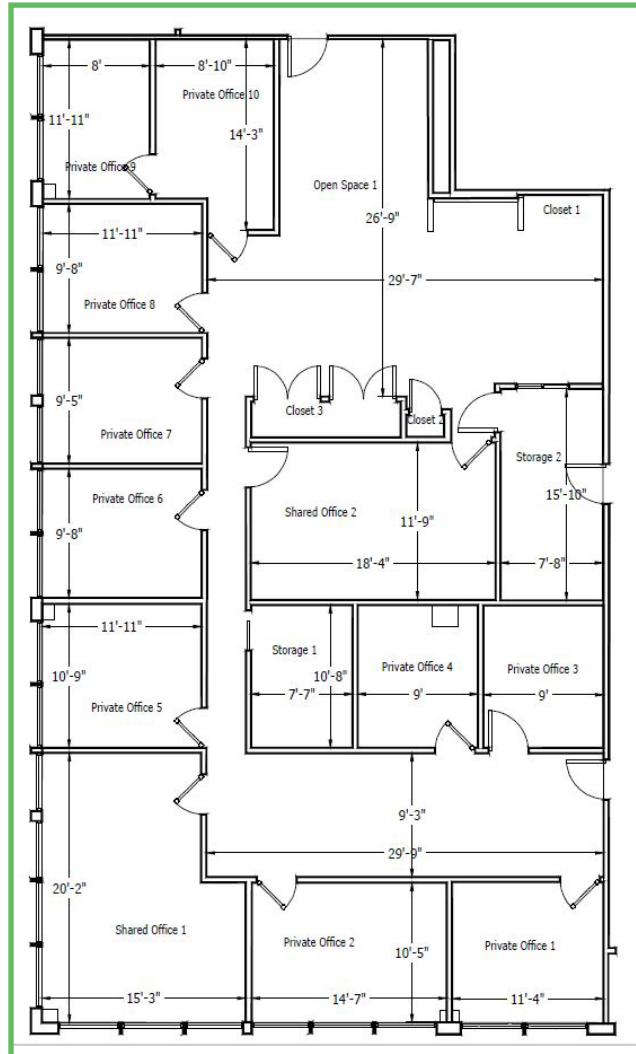 8'
8'-10"
Private Office 10
11'-11"
14'-3"
Private Office 9
Open Space 1
Closet 1
26'-9"
11'-11"
9'-8"
29'-7"
Private Office 8
9'-5"
Closet 3
Closet 2
Private Office 7
Storage 2
Private Office 6
15'-10"
Shared Office 2
11'-9"
9'-8"
18'-4"
7'-8"
11'-11"
Storage 1
10'-9"
10'-8"
Private Office 4
Private Office 3
7'-7"
9'
9'
Private Office 5
9'-3"
29'-9"
20'-2"
Shared Office 1
Private Office 2
10'-5"
Private Office 1
15'-3"
14'-7"
11'-4"